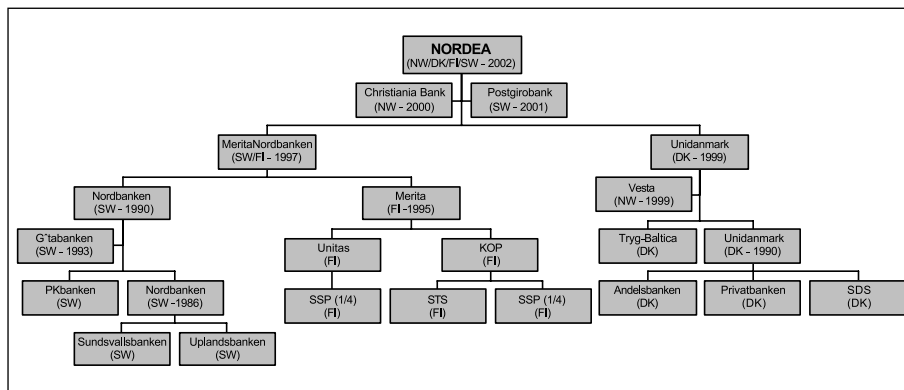 NORDEA
(NW/DK/FI/SW - 2002)
Christiania Bank
(NW - 2000)
Postgirobank
(SW - 2001)
MeritaNordbanken
(SW/FI - 1997)
Unidanmark
(DK - 1999)
Nordbanken
(SW - 1990)
Merita
(FI -1995)
Vesta
(NW - 1999)
Gˆtabanken
(SW - 1993)
Unitas
(FI)
KOP
(FI)
Tryg-Baltica
(DK)
Unidanmark
(DK - 1990)
PKbanken
(SW)
Nordbanken
(SW -1986)
SSP (1/4)
(FI)
STS
(FI)
SSP (1/4)
(FI)
Andelsbanken
(DK)
Privatbanken
(DK)
SDS
(DK)
Sundsvallsbanken
(SW)
Uplandsbanken
(SW)